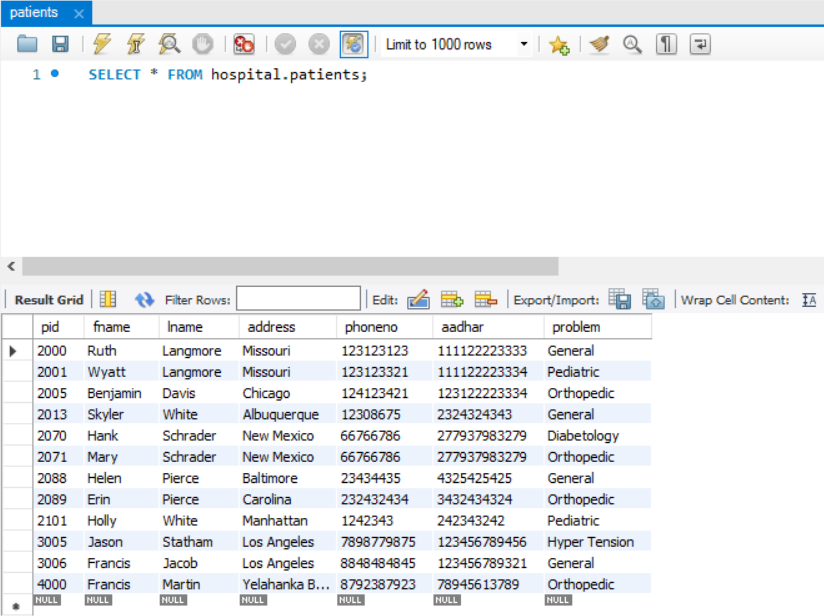 patients
Limit to 1000 rows
1 SELECT * FROM hospital.patients;
Result Grid Filter Rows: Edit: Export/Import: Wrap Cell Content:
pid fname lname address phoneno aadhar problem
2000 Ruth Langmore Missouri 123123123 111122223333 General
2001 Wyatt Langmore Missouri 123123321 111122223334 Pediatric
2005 Benjamin Davis Chicago 124123421 123122223334 Orthopedic
2013 Skyler White Albuquerque 12308675 2324324343 General
2070 Hank Schrader New Mexico 66766786 277937983279 Diabetology
2071 Mary Schrader New Mexico 66766786 277937983279 Orthopedic
2088 Helen Pierce Baltimore 23434435 4325425425 General
2089 Erin Pierce Carolina 232432434 3432434324 Orthopedic
2101 Holly White Manhattan 1242343 242343242 Pediatric
3005 Jason Statham Los Angeles 7898779875 123456789456 Hyper Tension
3006 Francis Jacob Los Angeles 8848484845 123456789321 General
4000 Francis Martin Yelahanka B... 8792387923 78945613789 Orthopedic
NULL NULL NULL NULL NULL NULL NULL